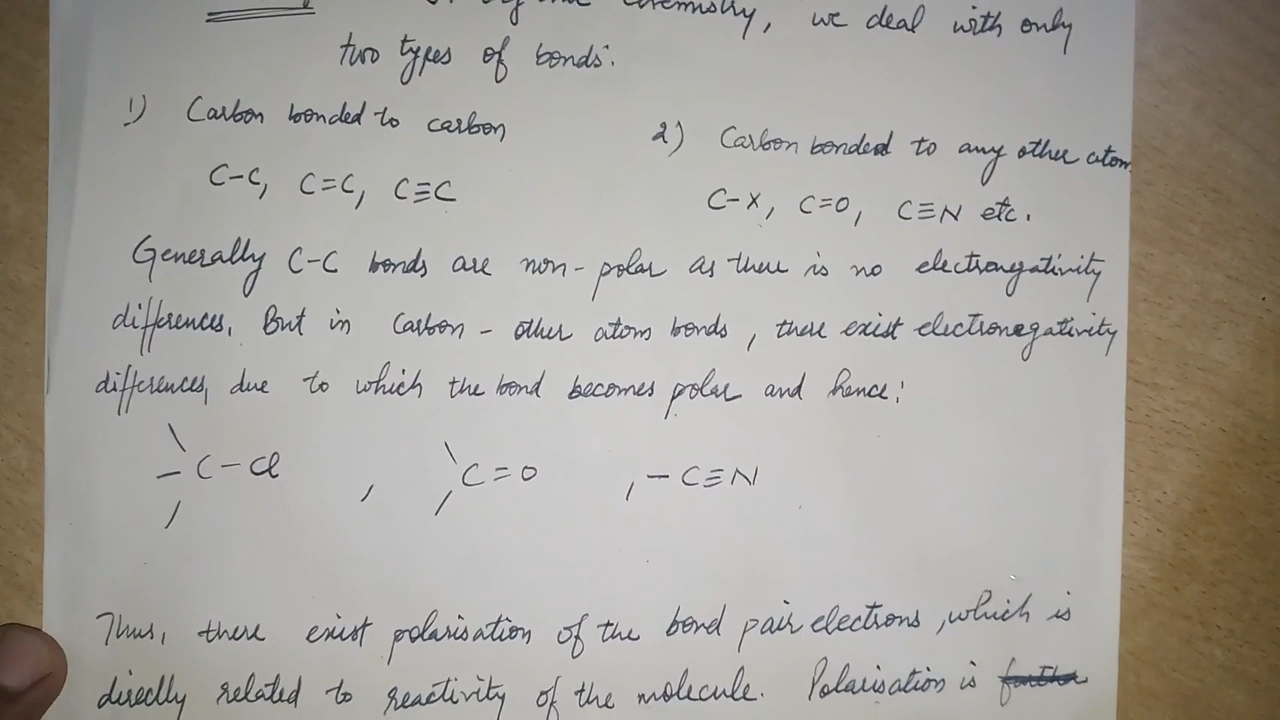 chemistry, we deal with only
two types of bonds:
1) Carbon bonded to carbon
2) Carbon bonded to any other atom
C-C, C=C, C≡C
C-X, C=O, C≡N etc.
Generally C-C bonds are non-polar as there is no electronegativity
differences. But in Carbon - other atom bonds, there exist electronegativity
differences, due to which the bond becomes polar and hence:
-C-Cl , C=O , -C≡N
Thus, there exist polarisation of the bond pair electrons, which is
directly related to reactivity of the molecule. Polarisation is